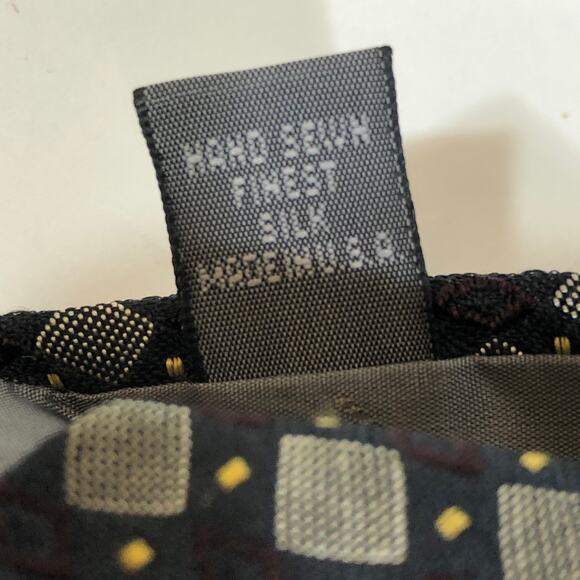 HAND SEWN
FINEST
SILK
MADE IN U.S.A.